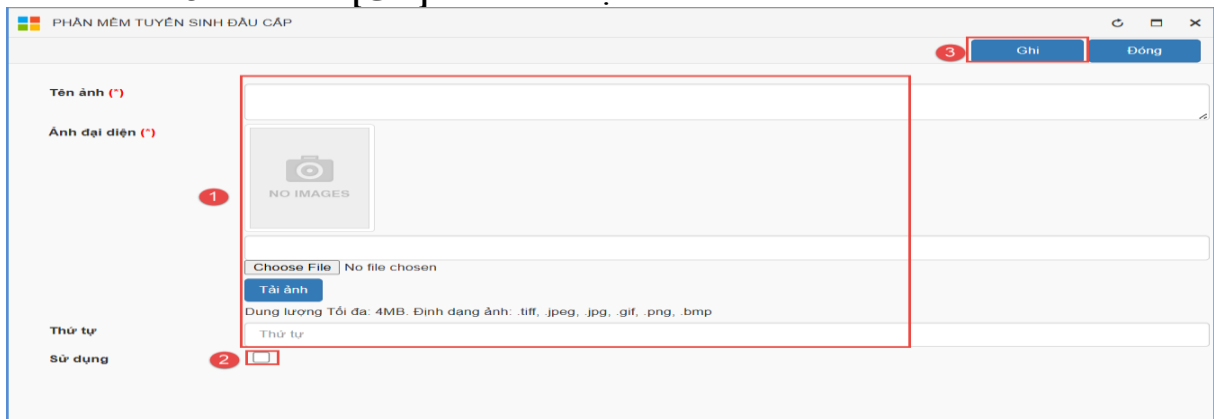 PHẦN MỀM TUYỂN SINH ĐẦU CẤP
3 Ghi Đóng
Tên ảnh (*)
Ảnh đại diện (*)
NO IMAGES
1
Choose File No file chosen
Tải ảnh
Dung lượng Tối đa: 4MB. Định dạng ảnh: .tiff, .jpeg, .jpg, .gif, .png, .bmp
Thứ tự Thứ tự
Sử dụng 2